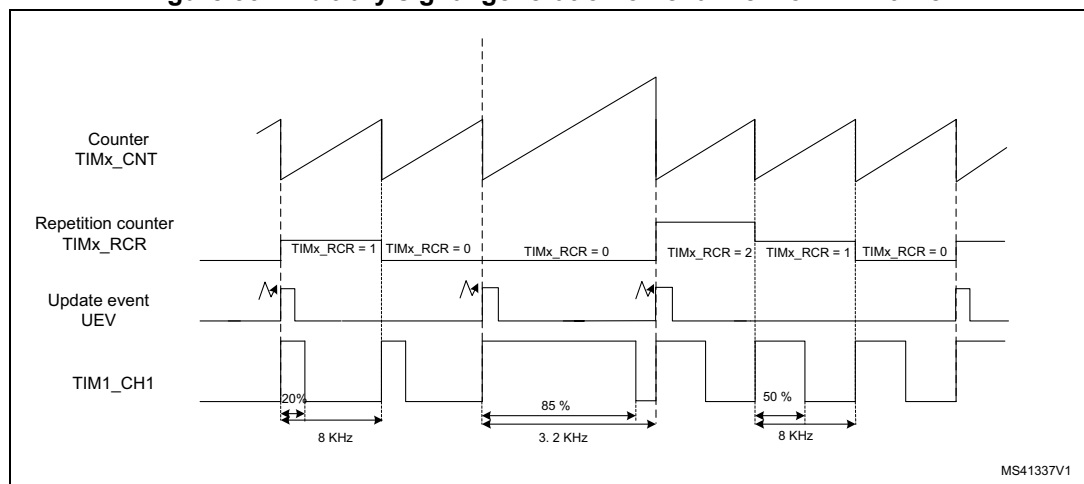 Counter
TIMx_CNT
Repetition counter
TIMx_RCR
TIMx_RCR = 1
TIMx_RCR = 0
TIMx_RCR = 0
TIMx_RCR = 2
TIMx_RCR = 1
TIMx_RCR = 0
Update event
UEV
TIM1_CH1
20%
85 %
50 %
8 KHz
3. 2 KHz
8 KHz
MS41337V1